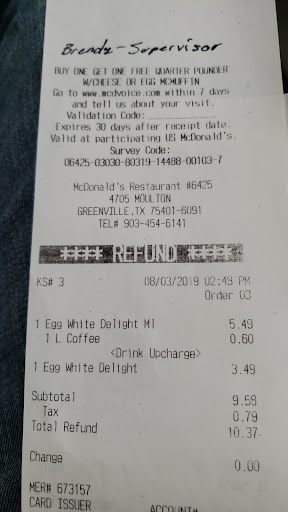 Brendy - Supervisor
BUY ONE GET ONE FREE QUARTER POUNDER
W/CHEESE OR EGG MCMUFFIN
Go to www.mcdvoice.com within 7 days
and tell us about your visit.
Validation Code:
Expires 30 days after receipt date.
Valid at participating US McDonald's.
Survey Code:
06425-03030-80319-14488-00103-7
McDonald's Restaurant #6425
4705 MOULTON
GREENVILLE,TX 75401-6091
TEL# 903-454-6141
**** REFUND ****
KS# 3 08/03/2019 02:49 PM
Order 03
1 Egg White Delight Ml 5.49
1 L Coffee 0.60
<Drink Upcharge>
1 Egg White Delight 3.49
Subtotal 9.58
Tax 0.79
Total Refund 10.37
Change 0.00
MER# 673157
CARD ISSUER ACCOUNT#